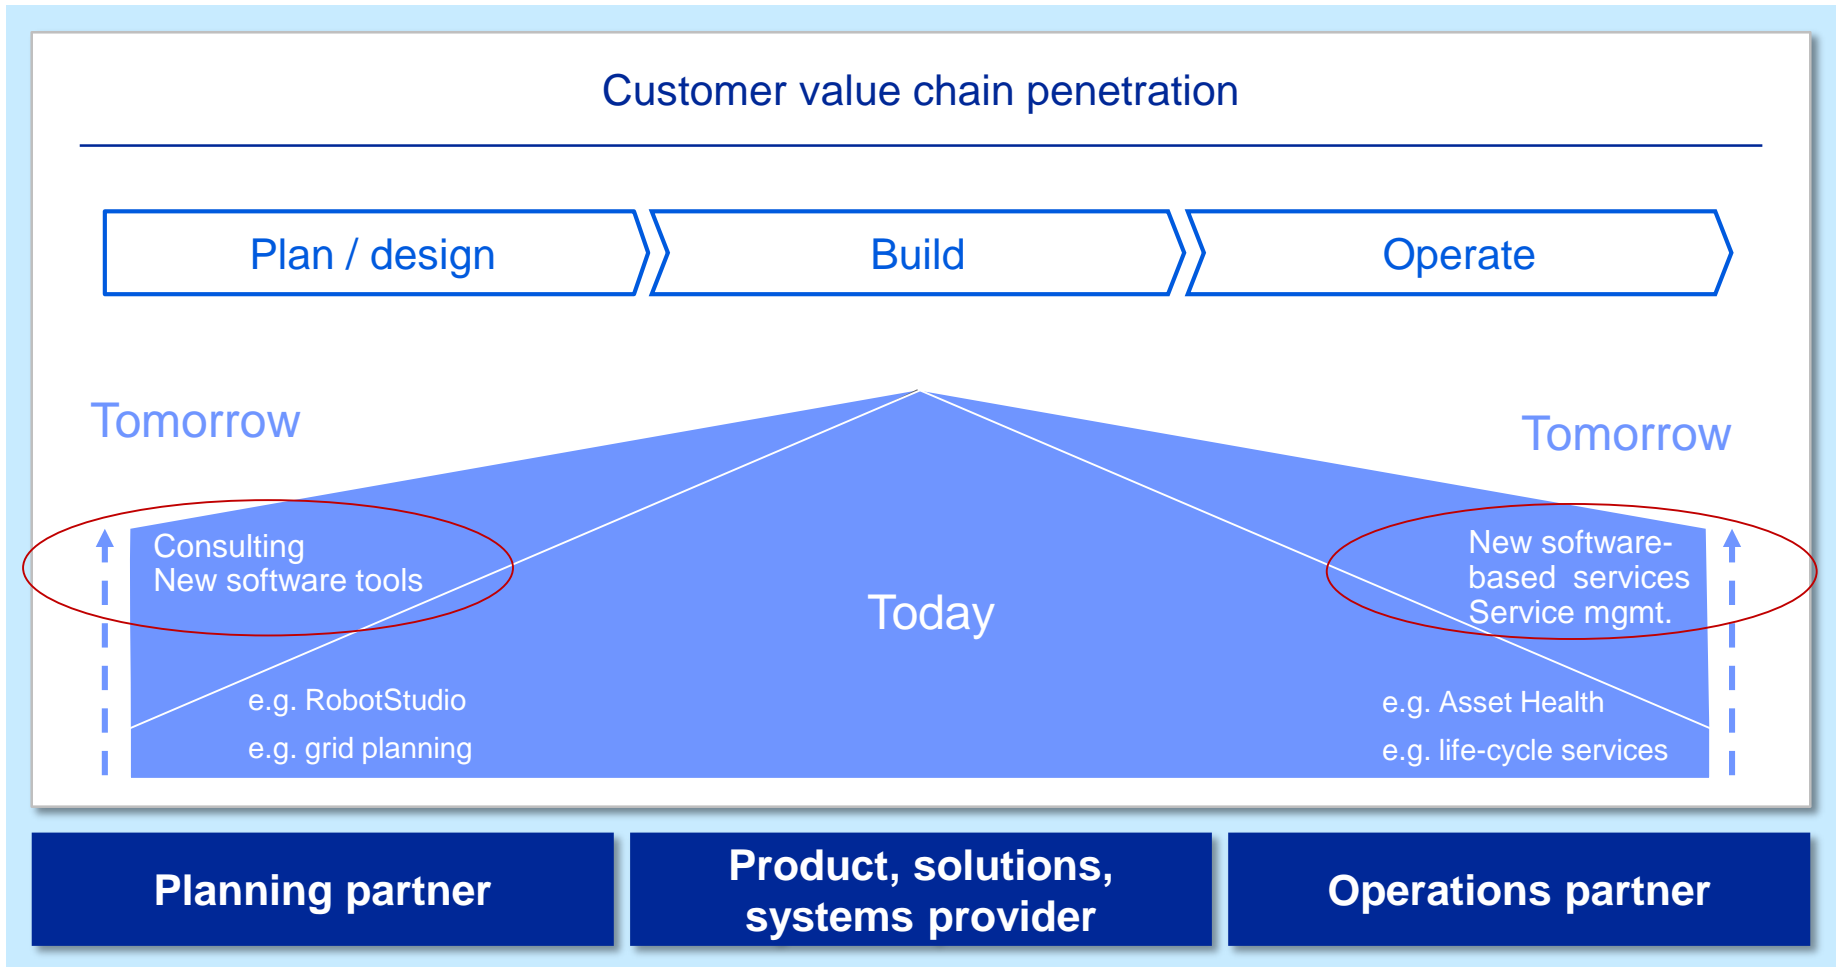 Customer value chain penetration
Plan / design
Build
Operate
Tomorrow
Tomorrow
Consulting
New software tools
New software-
based services
Service mgmt.
Today
e.g. RobotStudio
e.g. grid planning
e.g. Asset Health
e.g. life-cycle services
Planning partner
Product, solutions,
systems provider
Operations partner